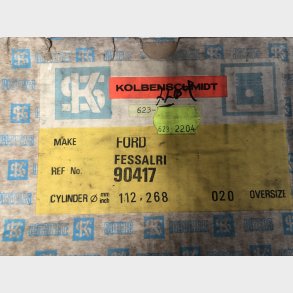 KS
KOLBENSCHMIDT
623-
623 2204
MAKE FORD
FESSALRI
REF No. 90417
CYLINDER Ø mm inch 112,268 020 OVERSIZE